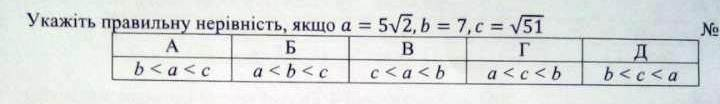 Укажіть правильну нерівність, якщо a = 5√2, b = 7, c = √51
№
А Б В Г Д
b < a < c a < b < c c < a < b a < c < b b < c < a